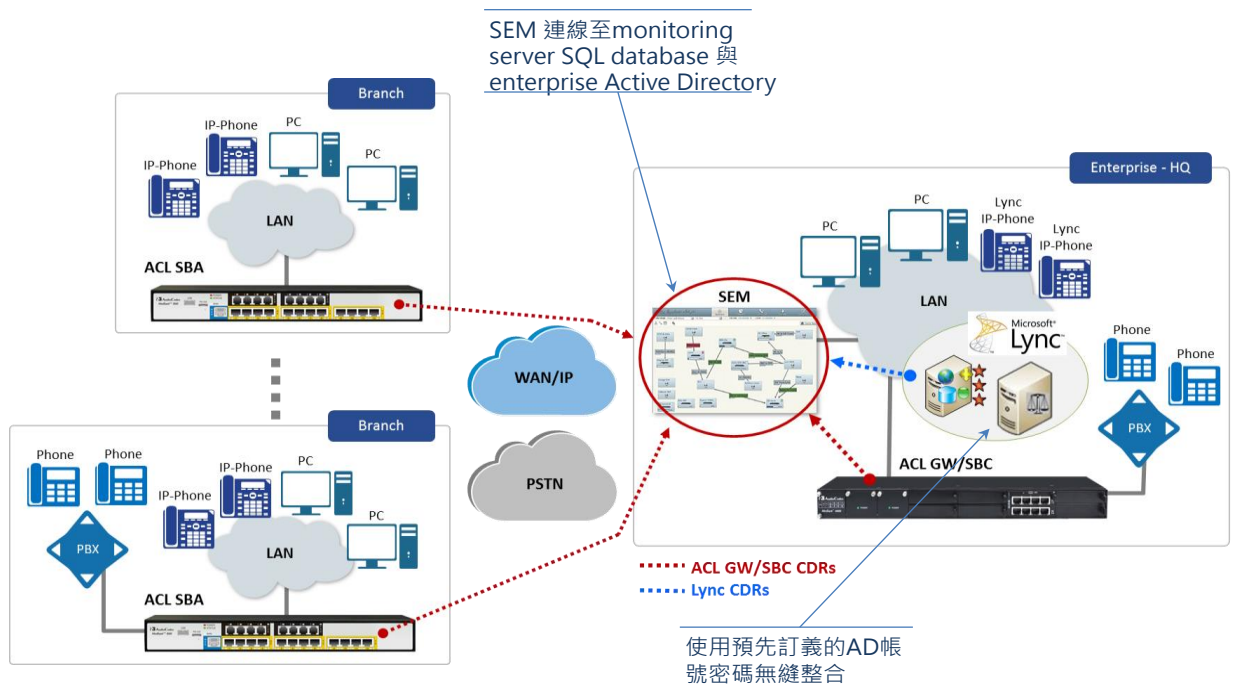 SEM 連線至monitoring
server SQL database 與
enterprise Active Directory
Branch
PC
IP-Phone
IP-Phone
PC
LAN
ACL SBA
AudioCodes
Branch
Phone
Phone
IP-Phone
PC
IP-Phone
PC
LAN
PBX
ACL SBA
AudioCodes
WAN/IP
PSTN
Enterprise - HQ
PC
PC
Lync
IP-Phone
Lync
IP-Phone
LAN
SEM
Microsoft®
Lync™
Phone
Phone
PBX
ACL GW/SBC
AudioCodes
ACL GW/SBC CDRs
Lync CDRs
使用預先訂義的AD帳
號密碼無縫整合